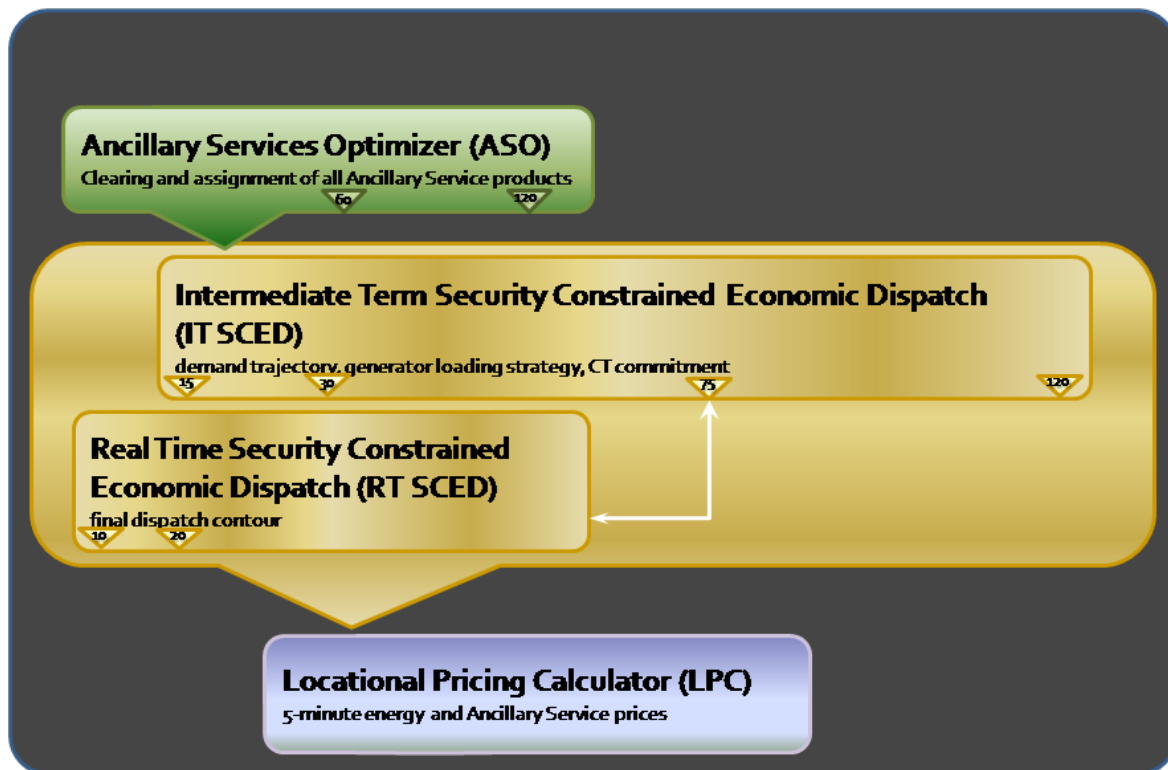 Ancillary Services Optimizer (ASO)
Clearing and assignment of all Ancillary Service products
60 120
Intermediate Term Security Constrained Economic Dispatch
(IT SCED)
demand trajectory, generator loading strategy, CT commitment
15 30 75 120
Real Time Security Constrained
Economic Dispatch (RT SCED)
final dispatch contour
10 20
Locational Pricing Calculator (LPC)
5-minute energy and Ancillary Service prices